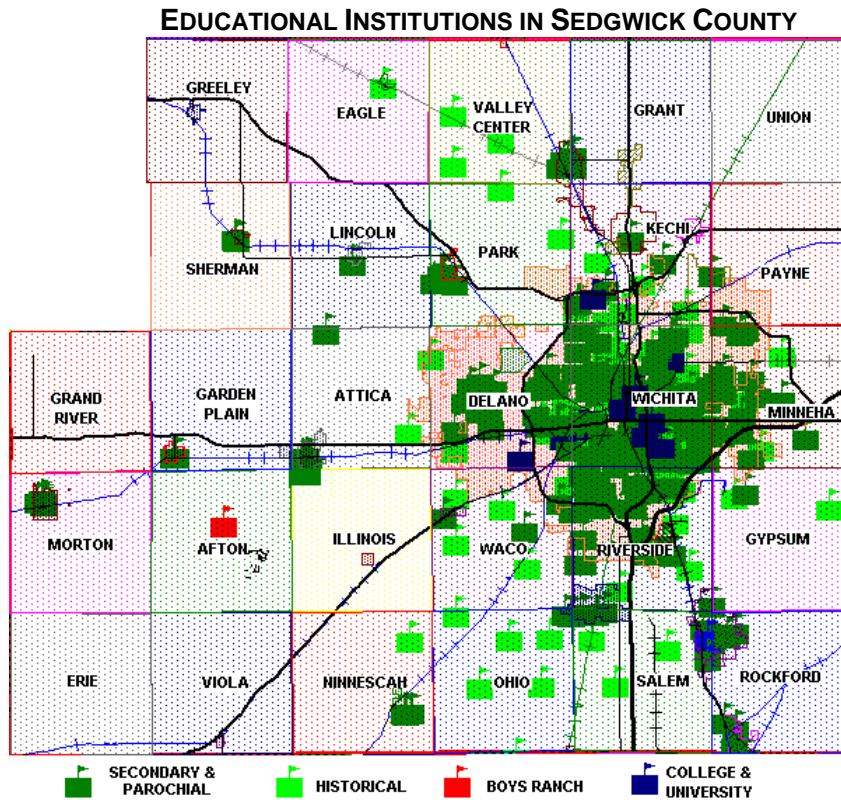 EDUCATIONAL INSTITUTIONS IN SEDGWICK COUNTY
GREELEY
EAGLE
VALLEY
CENTER
GRANT
UNION
SHERMAN
LINCOLN
PARK
KECHI
PAYNE
GRAND
RIVER
GARDEN
PLAIN
ATTICA
DELANO
WICHITA
MINNEHA
MORTON
AFTON
ILLINOIS
WACO
RIVERSIDE
GYPSUM
ERIE
VIOLA
NINNESCAH
OHIO
SALEM
ROCKFORD
SECONDARY &
PAROCHIAL
HISTORICAL
BOYS RANCH
COLLEGE &
UNIVERSITY